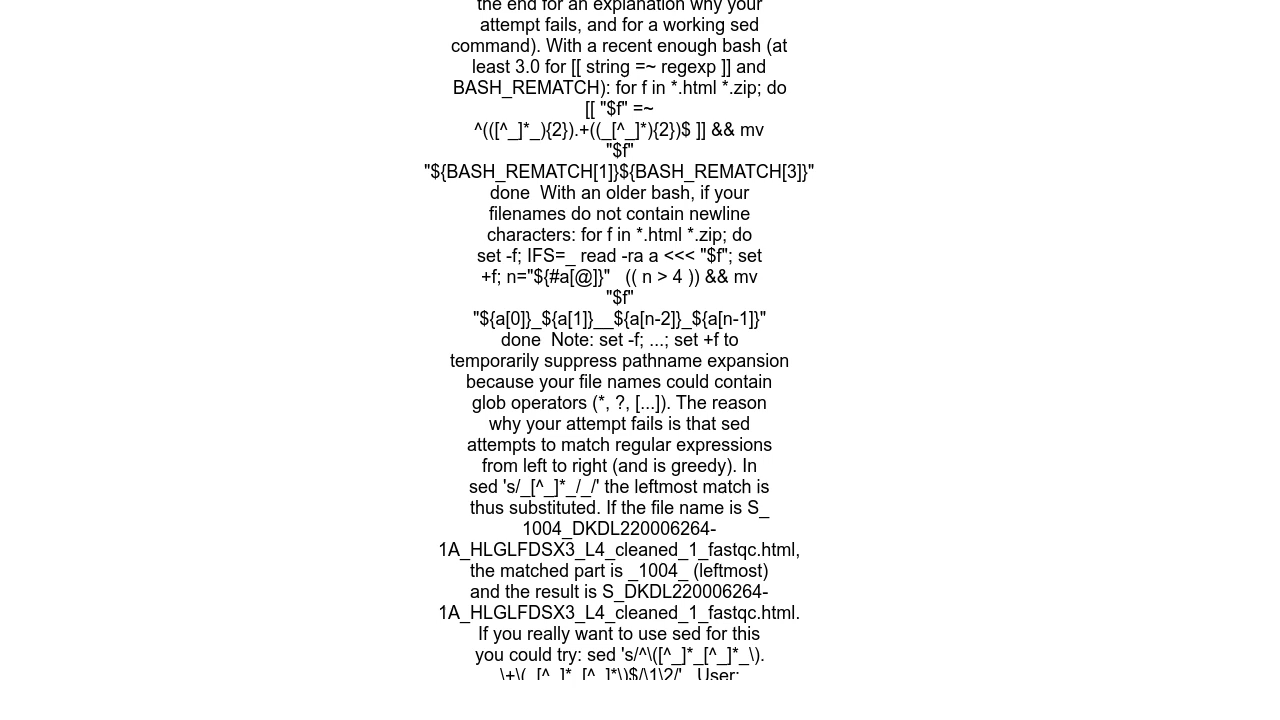 the end for an explanation why your
attempt fails, and for a working sed
command). With a recent enough bash (at
least 3.0 for [[ string =~ regexp ]] and
BASH_REMATCH): for f in *.html *.zip; do
[[ "$f" =~
^(([^_]*_){2}).+((_[^_]*){2})$ ]] && mv
"$f"
"${BASH_REMATCH[1]}${BASH_REMATCH[3]}"
done  With an older bash, if your
filenames do not contain newline
characters: for f in *.html *.zip; do
set -f; IFS=_ read -ra a <<< "$f"; set
+f; n="${#a[@]}"   (( n > 4 )) && mv
"$f"
"${a[0]}_${a[1]}__${a[n-2]}_${a[n-1]}"
done  Note: set -f; ...; set +f to
temporarily suppress pathname expansion
because your file names could contain
glob operators (*, ?, [...]). The reason
why your attempt fails is that sed
attempts to match regular expressions
from left to right (and is greedy). In
sed 's/_[^_]*_/_/' the leftmost match is
thus substituted. If the file name is S_
1004_DKDL220006264-
1A_HLGLFDSX3_L4_cleaned_1_fastqc.html,
the matched part is _1004_ (leftmost)
and the result is S_DKDL220006264-
1A_HLGLFDSX3_L4_cleaned_1_fastqc.html.
If you really want to use sed for this
you could try: sed 's/^\([^_]*_[^_]*_\).
\+\(_[^_]*_[^_]*\)$/\1\2/'   User: